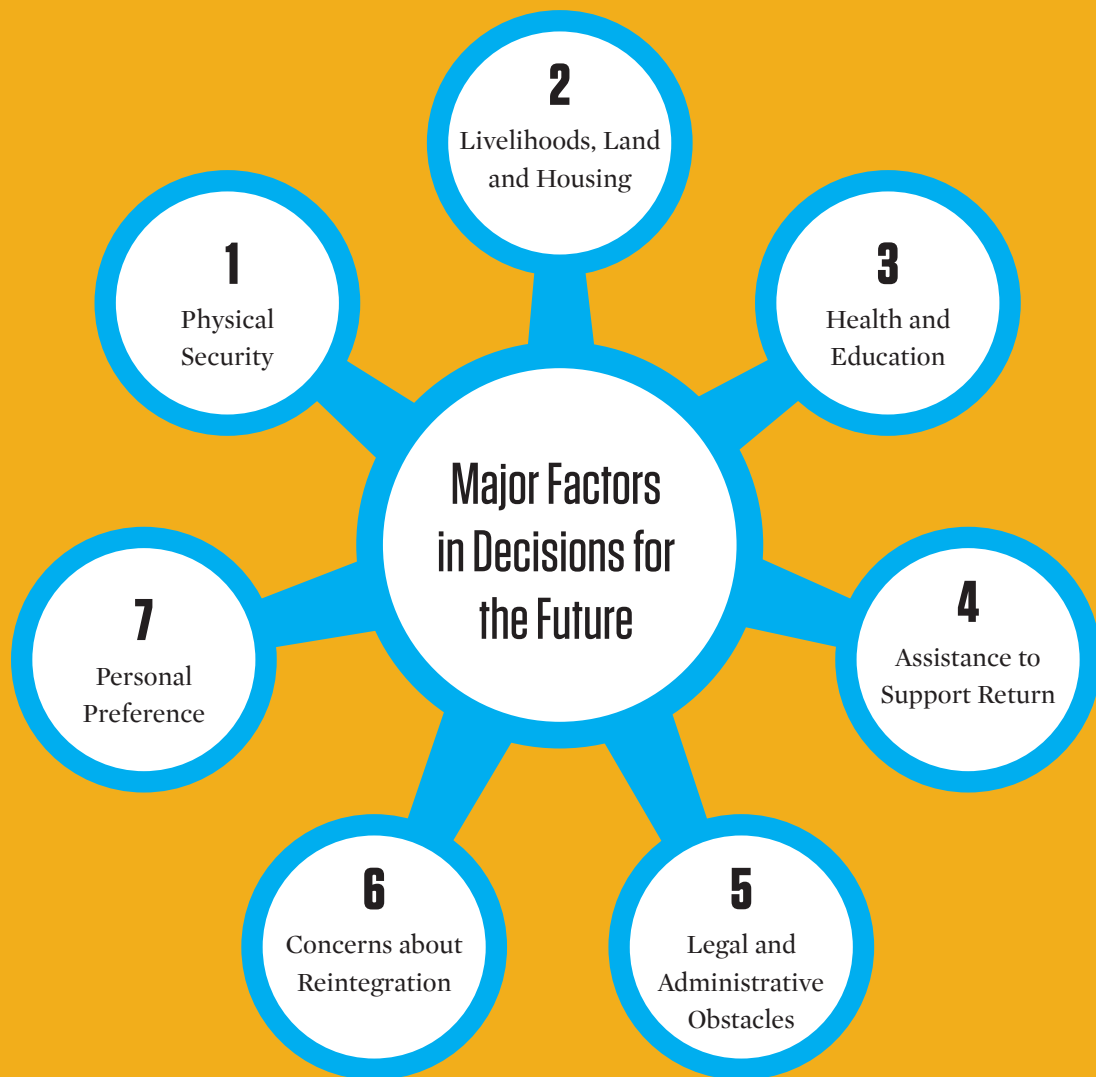 Major Factors
in Decisions for
the Future
1
Physical
Security
2
Livelihoods, Land
and Housing
3
Health and
Education
4
Assistance to
Support Return
5
Legal and
Administrative
Obstacles
6
Concerns about
Reintegration
7
Personal
Preference